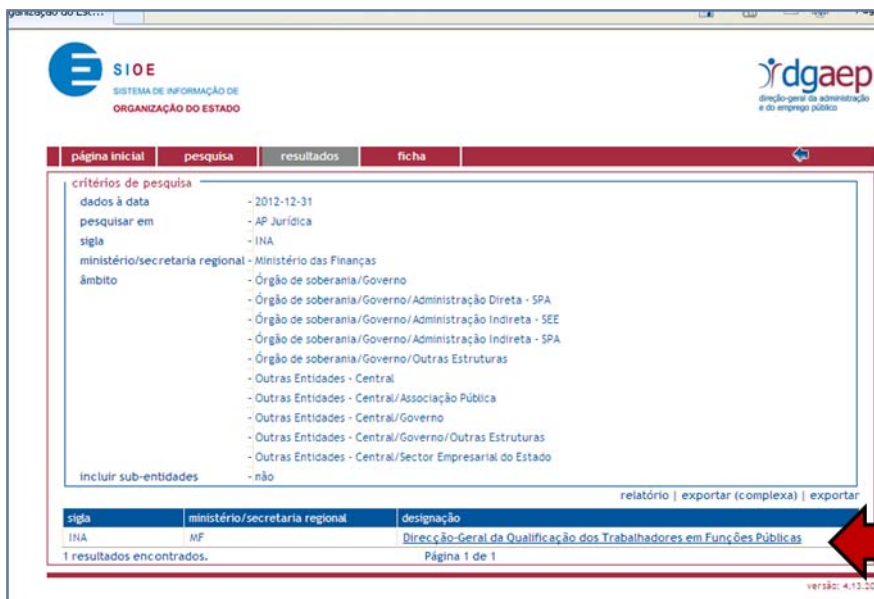 SIOE
SISTEMA DE INFORMAÇÃO DE
ORGANIZAÇÃO DO ESTADO
dgaep
direção-geral da administração
e do emprego público
página inicial pesquisa resultados ficha
critérios de pesquisa
dados à data - 2012-12-31
pesquisar em - AP Jurídica
sigla - INA
ministério/secretaria regional - Ministério das Finanças
âmbito - Órgão de soberania/Governo
- Órgão de soberania/Governo/Administração Direta - SPA
- Órgão de soberania/Governo/Administração Indireta - SEE
- Órgão de soberania/Governo/Administração Indireta - SPA
- Órgão de soberania/Governo/Outras Estruturas
- Outras Entidades - Central
- Outras Entidades - Central/Associação Pública
- Outras Entidades - Central/Governo
- Outras Entidades - Central/Governo/Outras Estruturas
- Outras Entidades - Central/Sector Empresarial do Estado
incluir sub-entidades - não
relatório | exportar (complexa) | exportar
sigla ministério/secretaria regional designação
INA MF Direcção-Geral da Qualificação dos Trabalhadores em Funções Públicas
1 resultados encontrados. Página 1 de 1
versão: 4.13.20